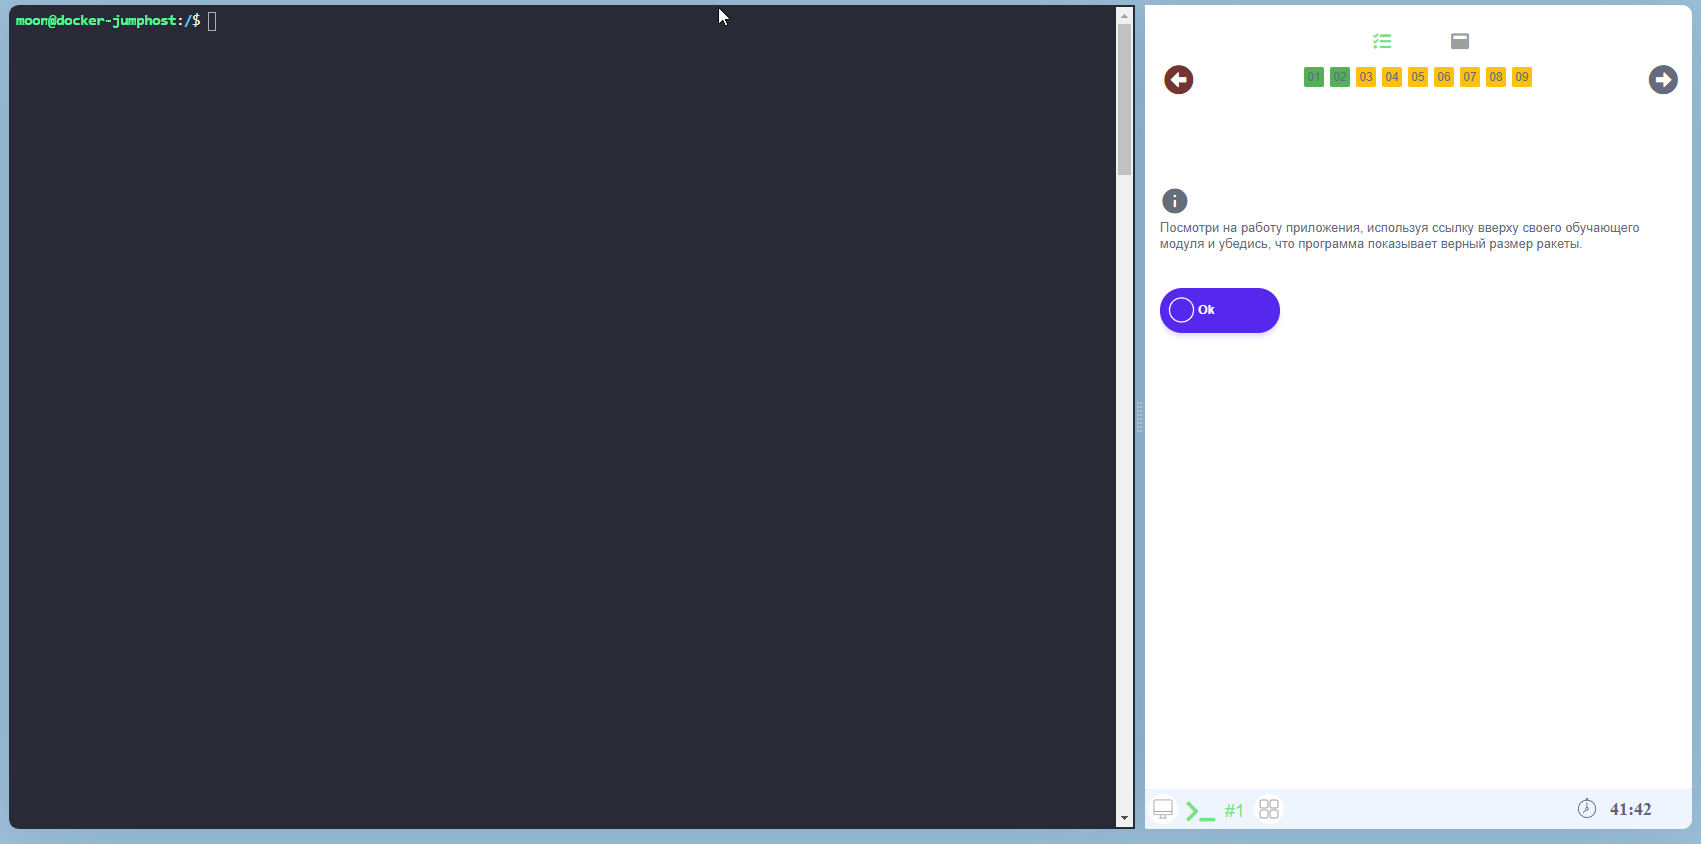 moon@docker-jumphost:/$
01 02 03 04 05 06 07 08 09
Посмотри на работу приложения, используя ссылку вверху своего обучающего
модуля и убедись, что программа показывает верный размер ракеты.
Ok
#1
41:42